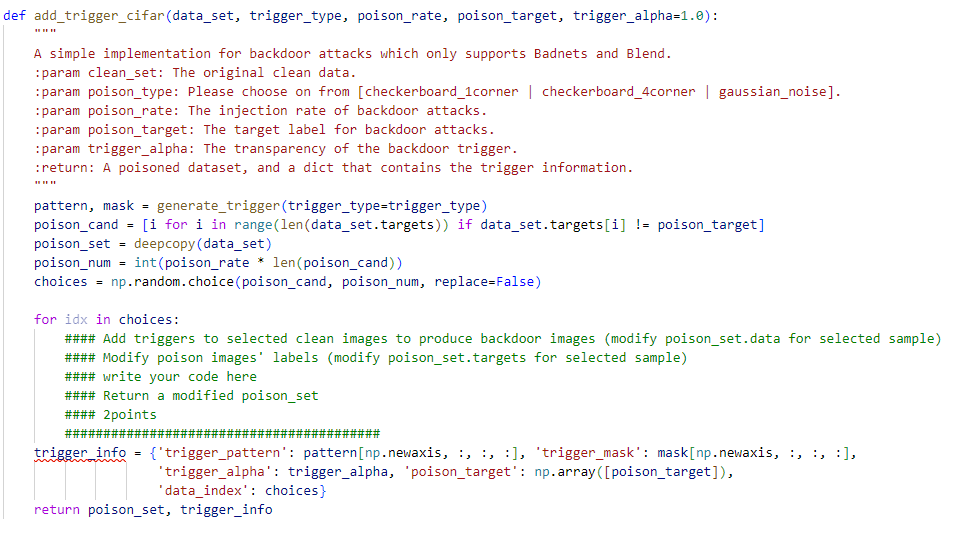 def add_trigger_cifar(data_set, trigger_type, poison_rate, poison_target, trigger_alpha=1.0):
    """
    A simple implementation for backdoor attacks which only supports Badnets and Blend.
    :param clean_set: The original clean data.
    :param poison_type: Please choose on from [checkerboard_1corner | checkerboard_4corner | gaussian_noise].
    :param poison_rate: The injection rate of backdoor attacks.
    :param poison_target: The target label for backdoor attacks.
    :param trigger_alpha: The transparency of the backdoor trigger.
    :return: A poisoned dataset, and a dict that contains the trigger information.
    """
    pattern, mask = generate_trigger(trigger_type=trigger_type)
    poison_cand = [i for i in range(len(data_set.targets)) if data_set.targets[i] != poison_target]
    poison_set = deepcopy(data_set)
    poison_num = int(poison_rate * len(poison_cand))
    choices = np.random.choice(poison_cand, poison_num, replace=False)

    for idx in choices:
        #### Add triggers to selected clean images to produce backdoor images (modify poison_set.data for selected sample)
        #### Modify poison images' labels (modify poison_set.targets for selected sample)
        #### write your code here
        #### Return a modified poison_set
        #### 2points
        #########################################
    trigger_info = {'trigger_pattern': pattern[np.newaxis, :, :, :], 'trigger_mask': mask[np.newaxis, :, :, :],
                    'trigger_alpha': trigger_alpha, 'poison_target': np.array([poison_target]),
                    'data_index': choices}
    return poison_set, trigger_info